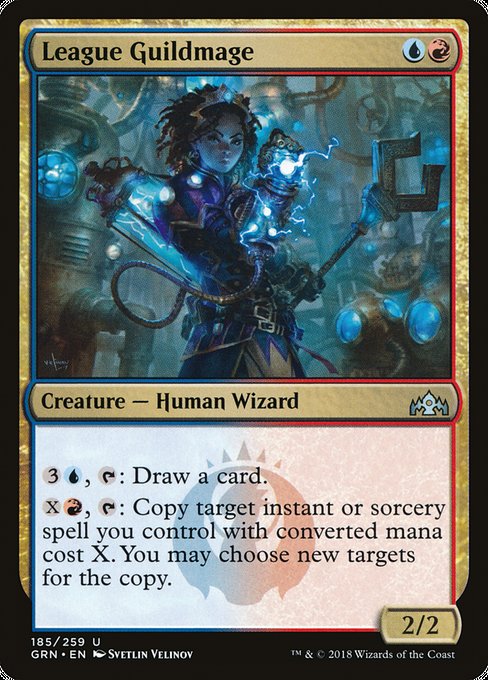 League Guildmage
VELINOV
Creature — Human Wizard
3, : Draw a card.
X, : Copy target instant or sorcery
spell you control with converted mana
cost X. You may choose new targets
for the copy.
2/2
185/259 U
GRN • EN Svetlin Velinov
™ & © 2018 Wizards of the Coast